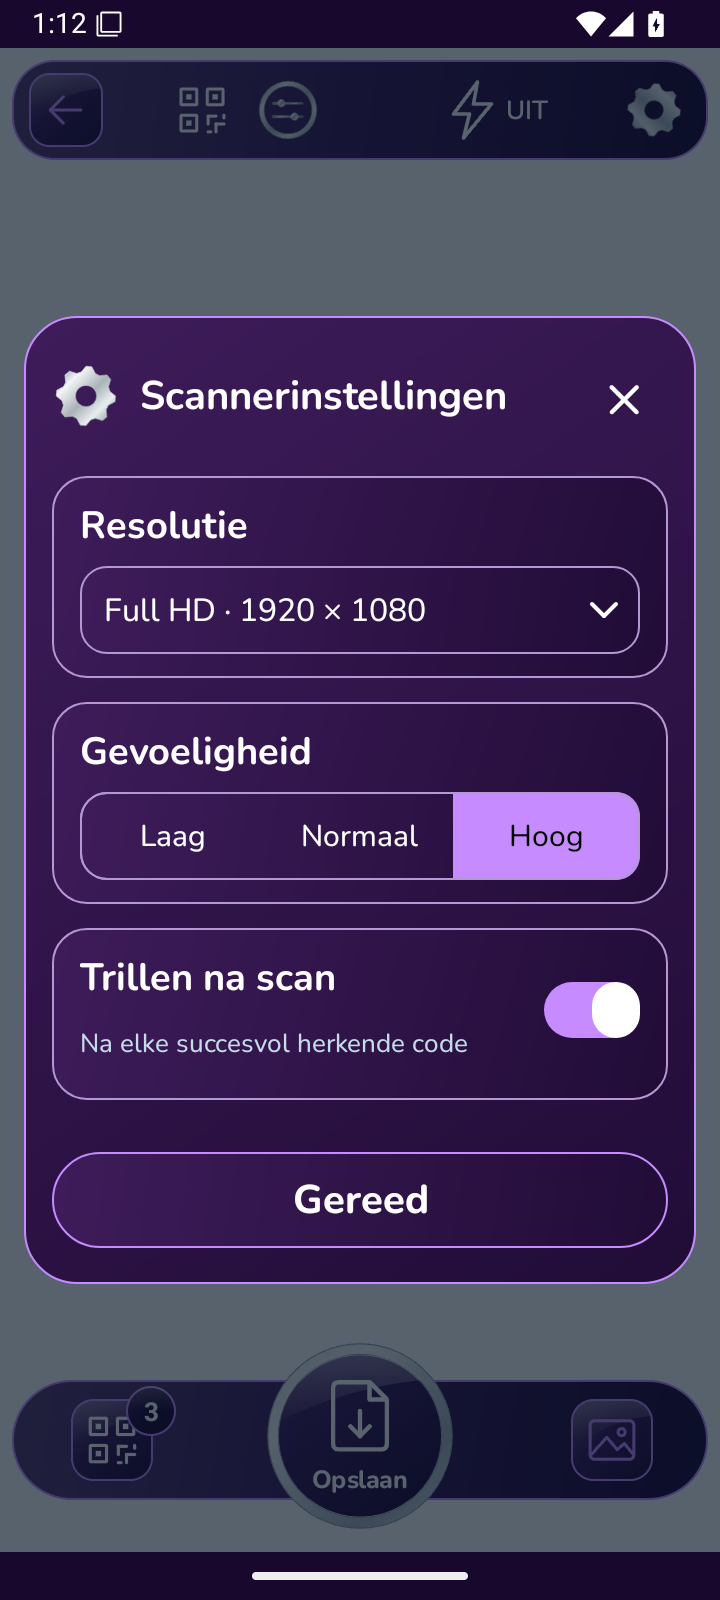 1:12
UIT
Scannerinstellingen
Resolutie
Full HD · 1920 × 1080
Gevoeligheid
Laag Normaal Hoog
Trillen na scan
Na elke succesvol herkende code
Gereed
3
Opslaan